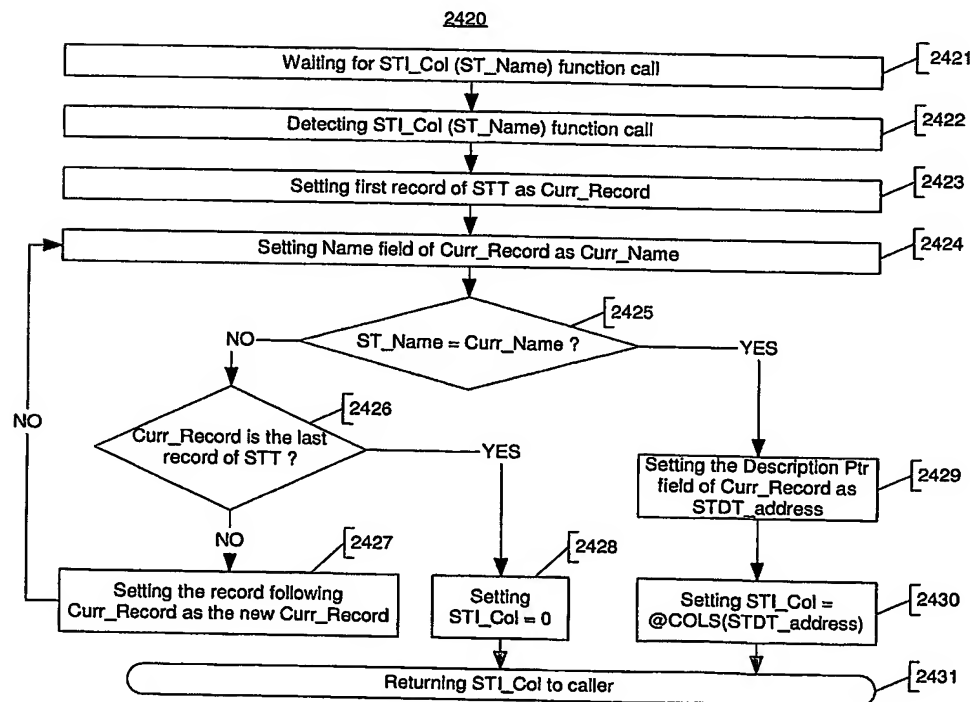 2420
Waiting for STI_Col (ST_Name) function call
2421
Detecting STI_Col (ST_Name) function call
2422
Setting first record of STT as Curr_Record
2423
Setting Name field of Curr_Record as Curr_Name
2424
2425
ST_Name = Curr_Name ?
NO
YES
NO
2426
Curr_Record is the last
record of STT ?
YES
Setting the Description Ptr
field of Curr_Record as
STDT_address
2429
NO
2427
Setting the record following
Curr_Record as the new Curr_Record
2428
Setting
STI_Col = 0
Setting STI_Col =
@COLS(STDT_address)
2430
Returning STI_Col to caller
2431